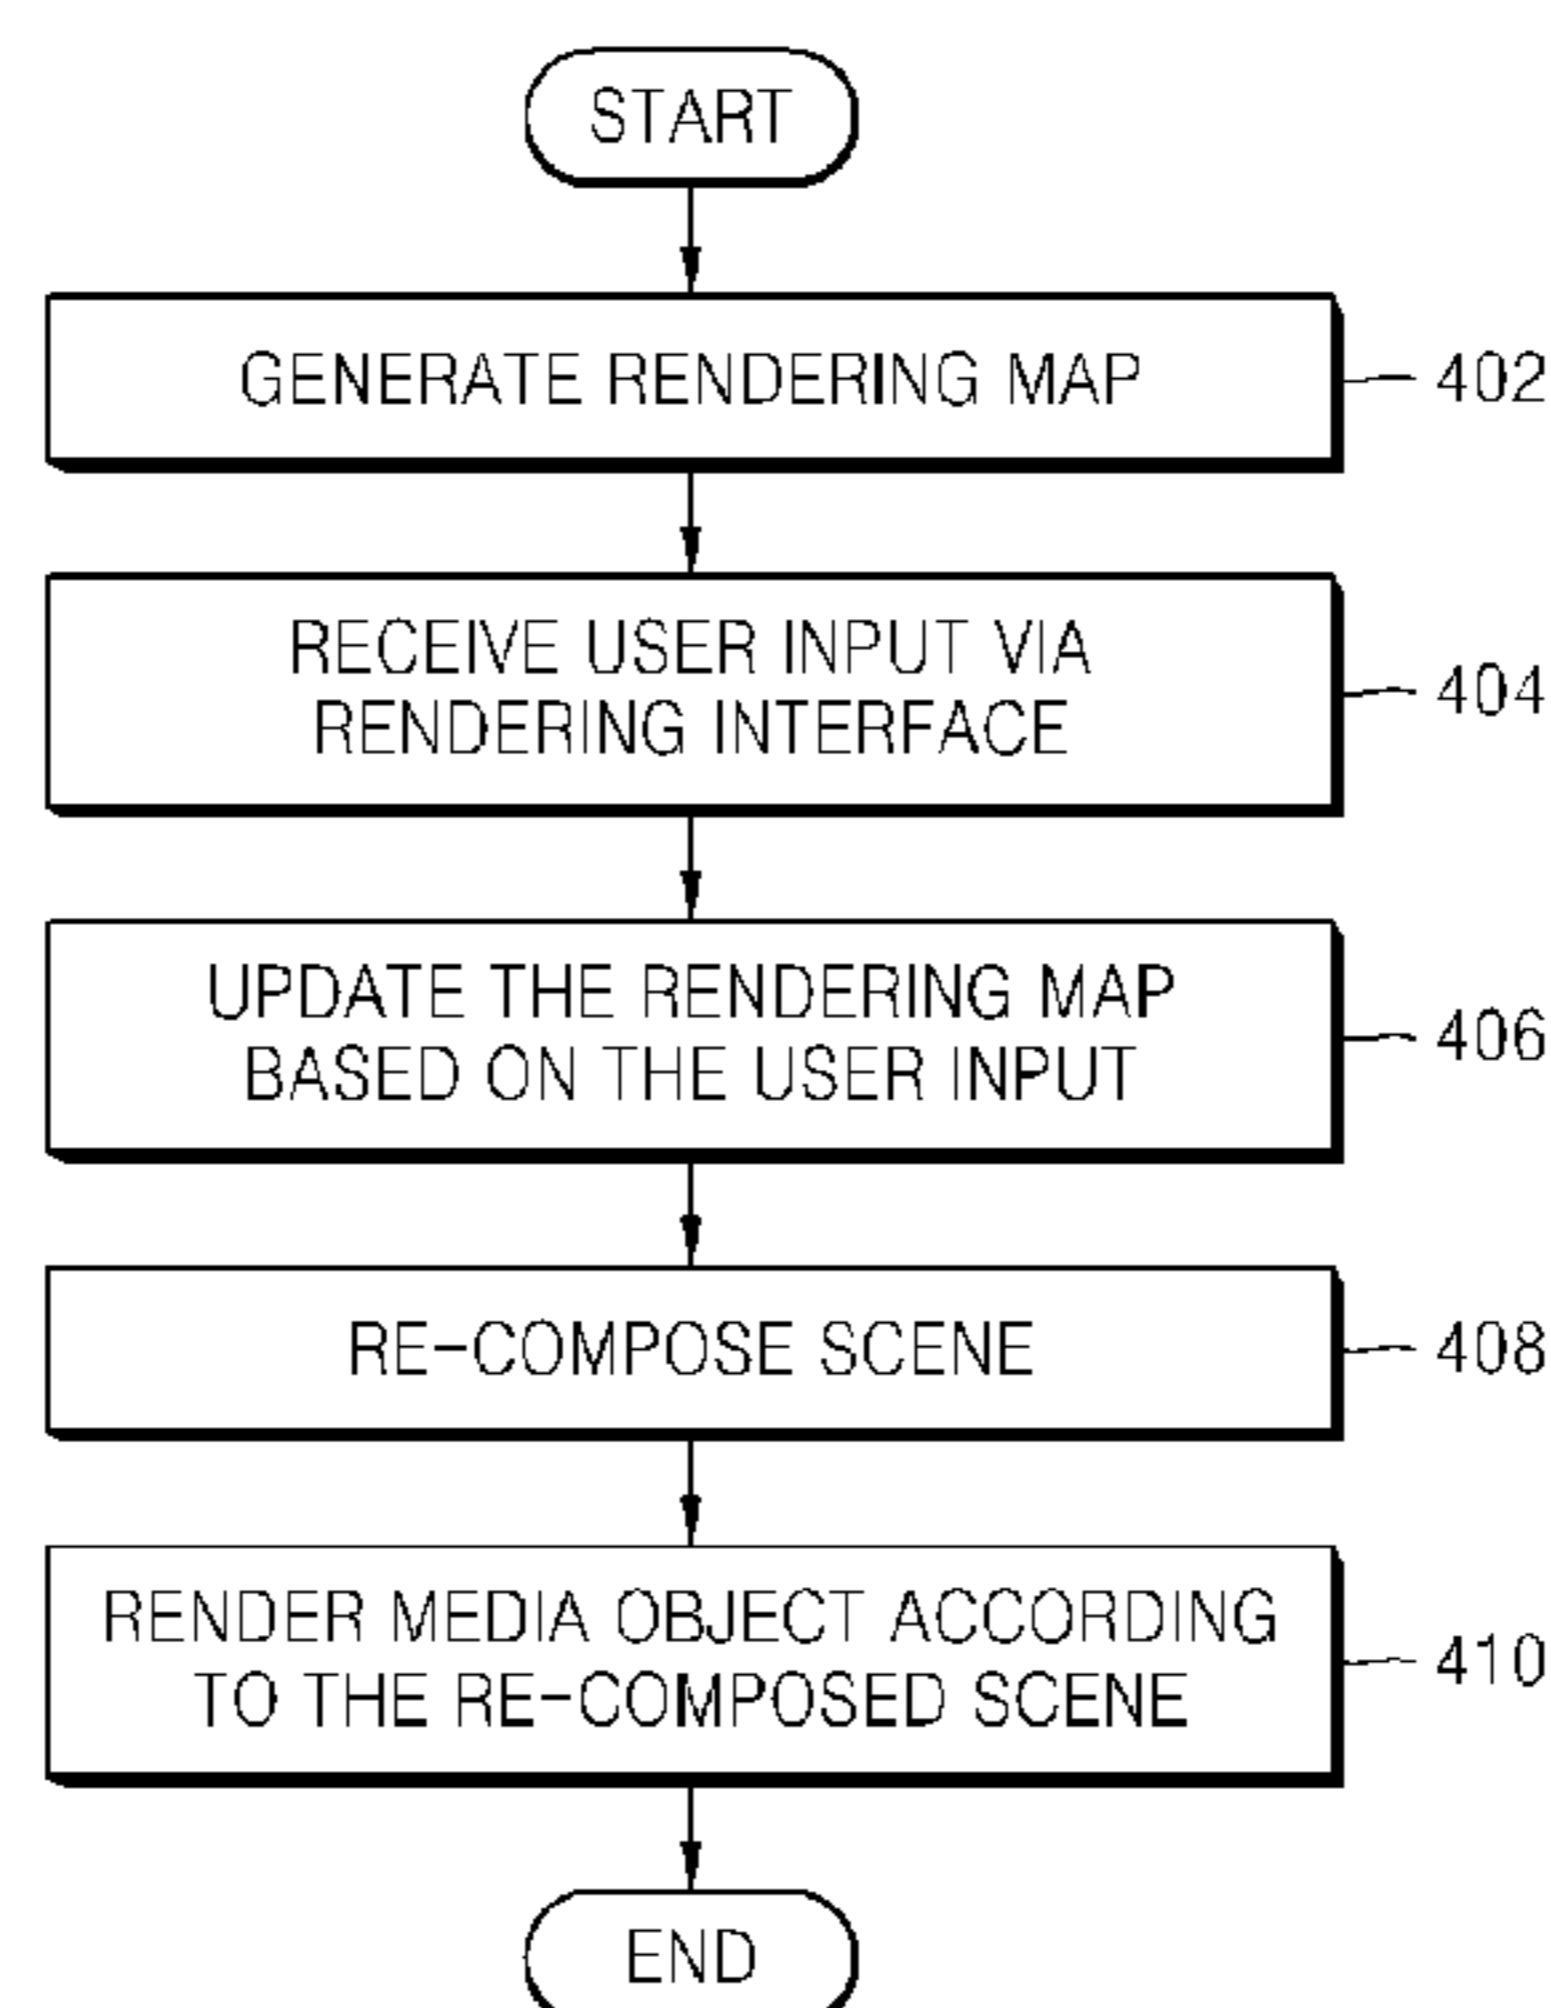 START
GENERATE RENDERING MAP
402
RECEIVE USER INPUT VIA
RENDERING INTERFACE
404
UPDATE THE RENDERING MAP
BASED ON THE USER INPUT
406
RE-COMPOSE SCENE
408
RENDER MEDIA OBJECT ACCORDING
TO THE RE-COMPOSED SCENE
410
END